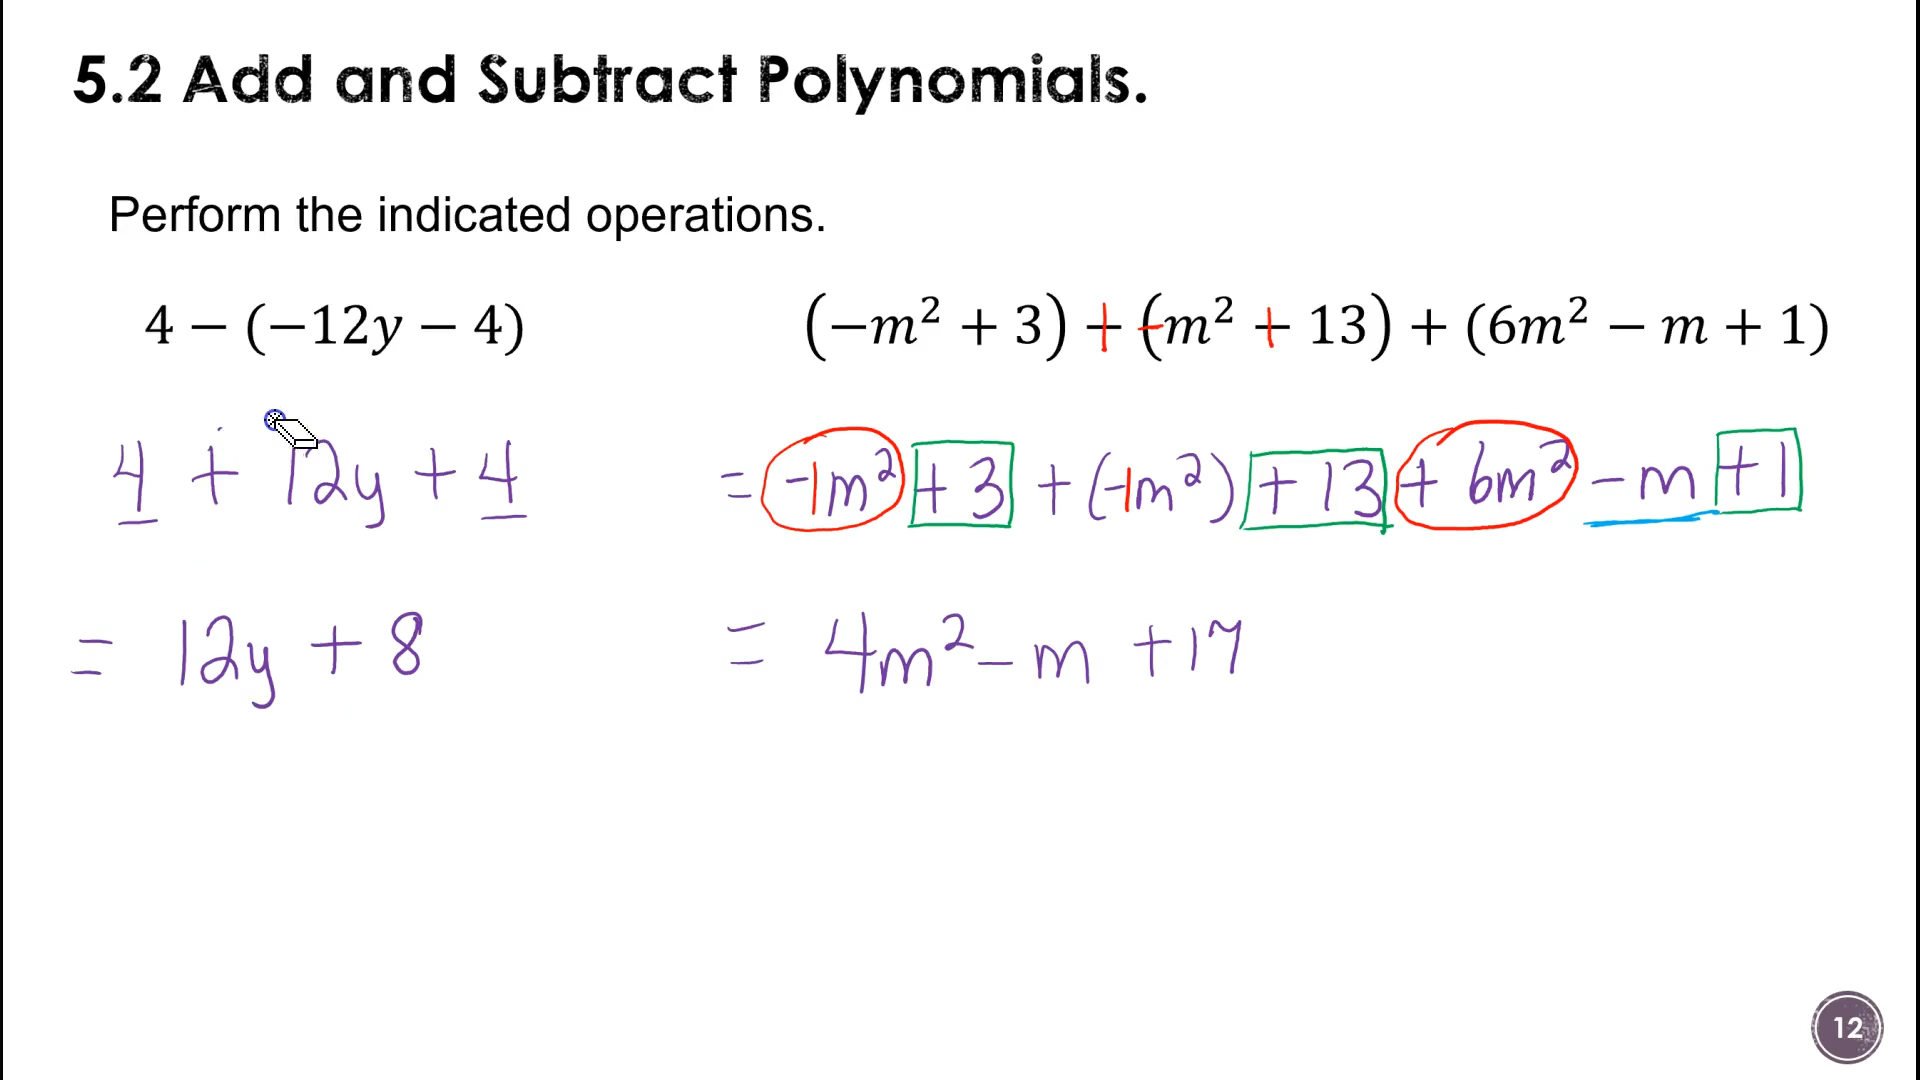 5.2 Add and Subtract Polynomials.
Perform the indicated operations.
4 − (−12y − 4)
(−m² + 3) + (−m² + 13) + (6m² − m + 1)
4 + 12y + 4
= -1m² + 3 + (-1m²) + 13 + 6m² - m + 1
= 12y + 8
= 4m² - m + 17
12